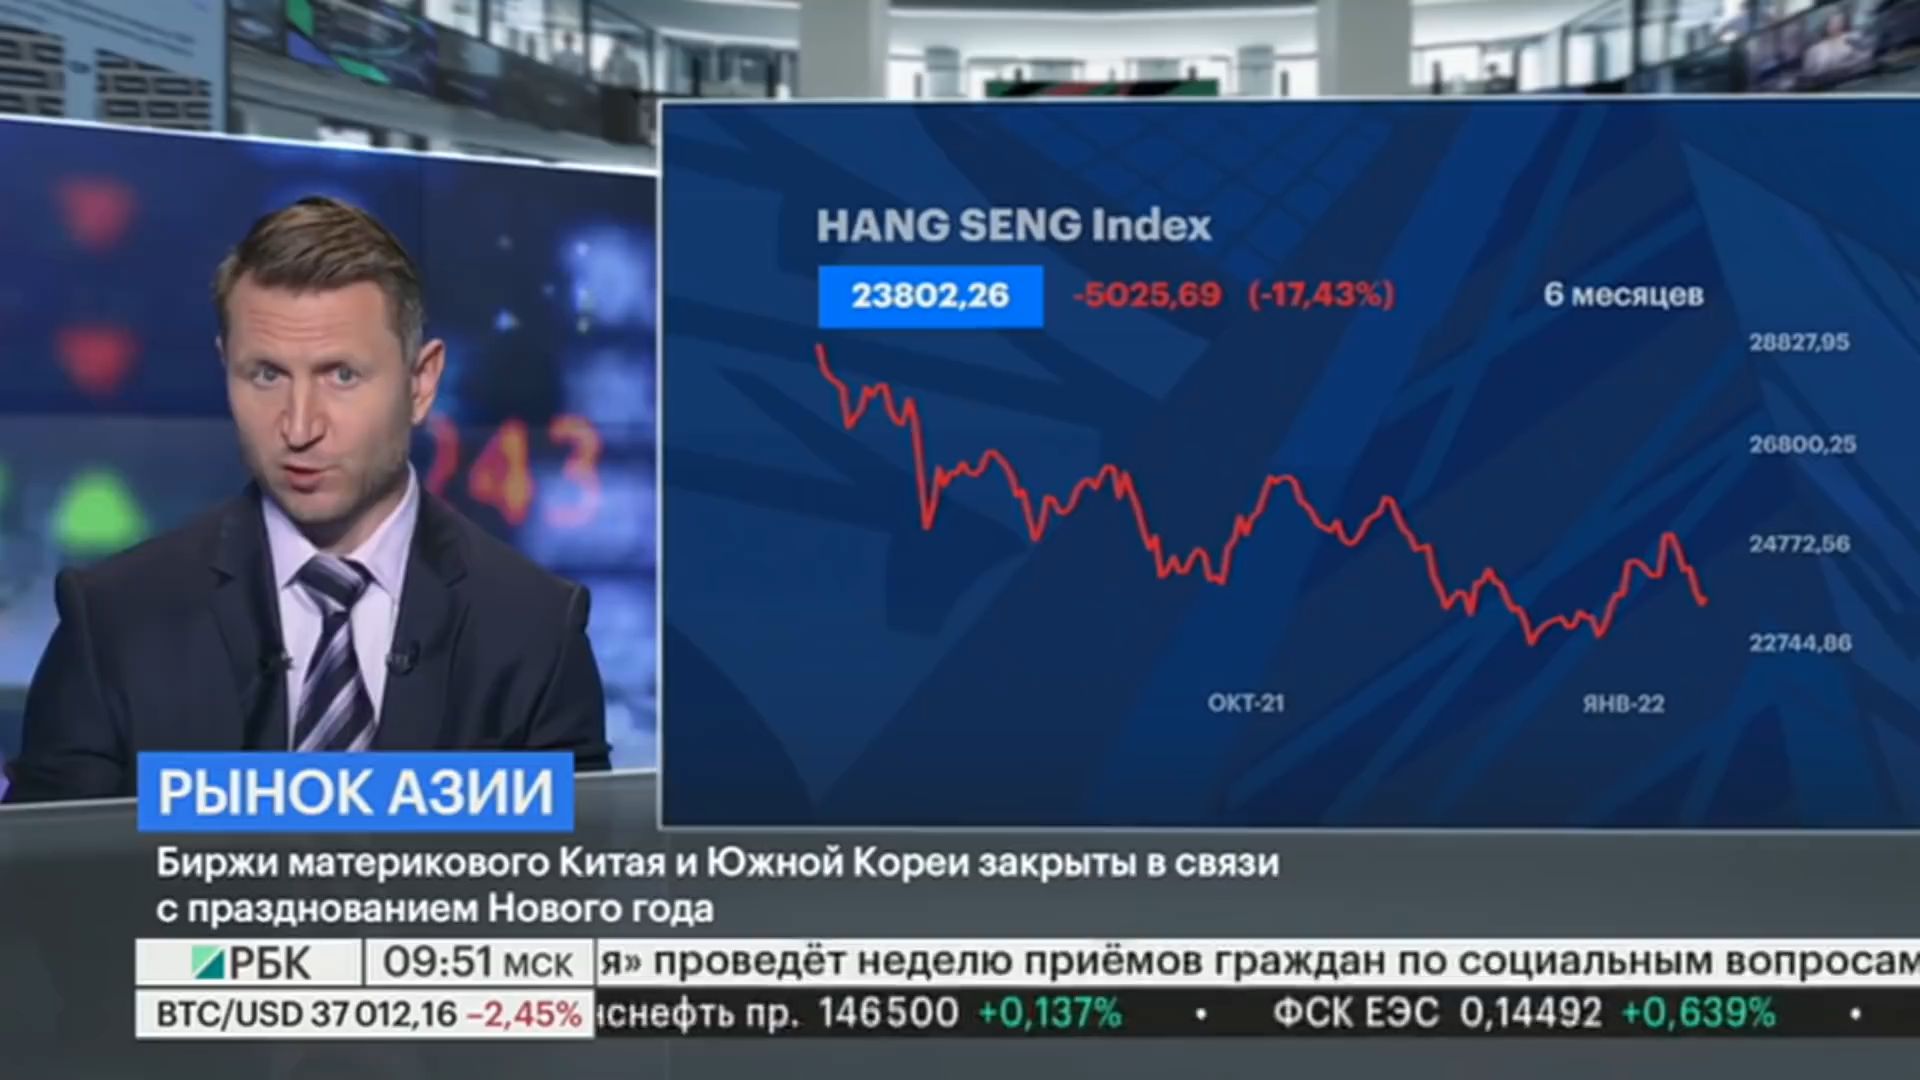 HANG SENG Index
23802,26 -5025,69 (-17,43%) 6 месяцев
28827,95
26800,25
24772,56
22744,86
ОКТ-21 ЯНВ-22
243
РЫНОК АЗИИ
Биржи материкового Китая и Южной Кореи закрыты в связи
с празднованием Нового года
РБК 09:51 МСК я» проведёт неделю приёмов граждан по социальным вопросам
BTC/USD 37 012,16 -2,45% нснефть пр. 146500 +0,137% • ФСК ЕЭС 0,14492 +0,639% •